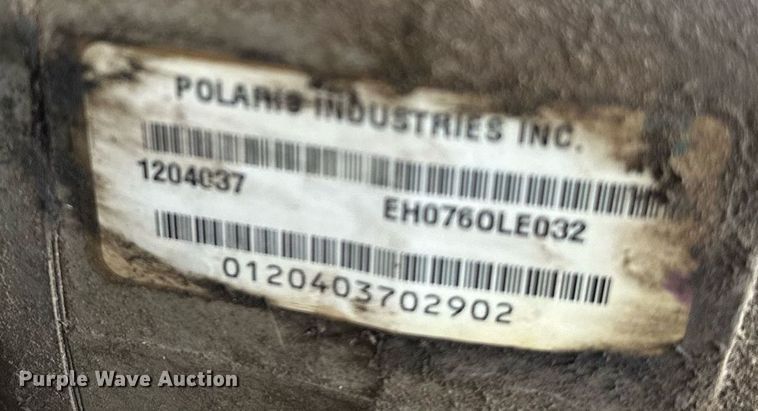 POLARIS INDUSTRIES INC.
1204037
EH076OLE032
0120403702902
Purple Wave Auction